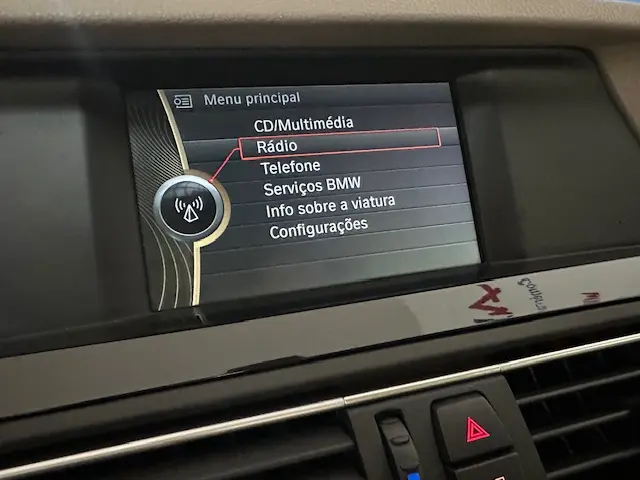 Menu principal
CD/Multimédia
Rádio
Telefone
Serviços BMW
Info sobre a viatura
Configurações